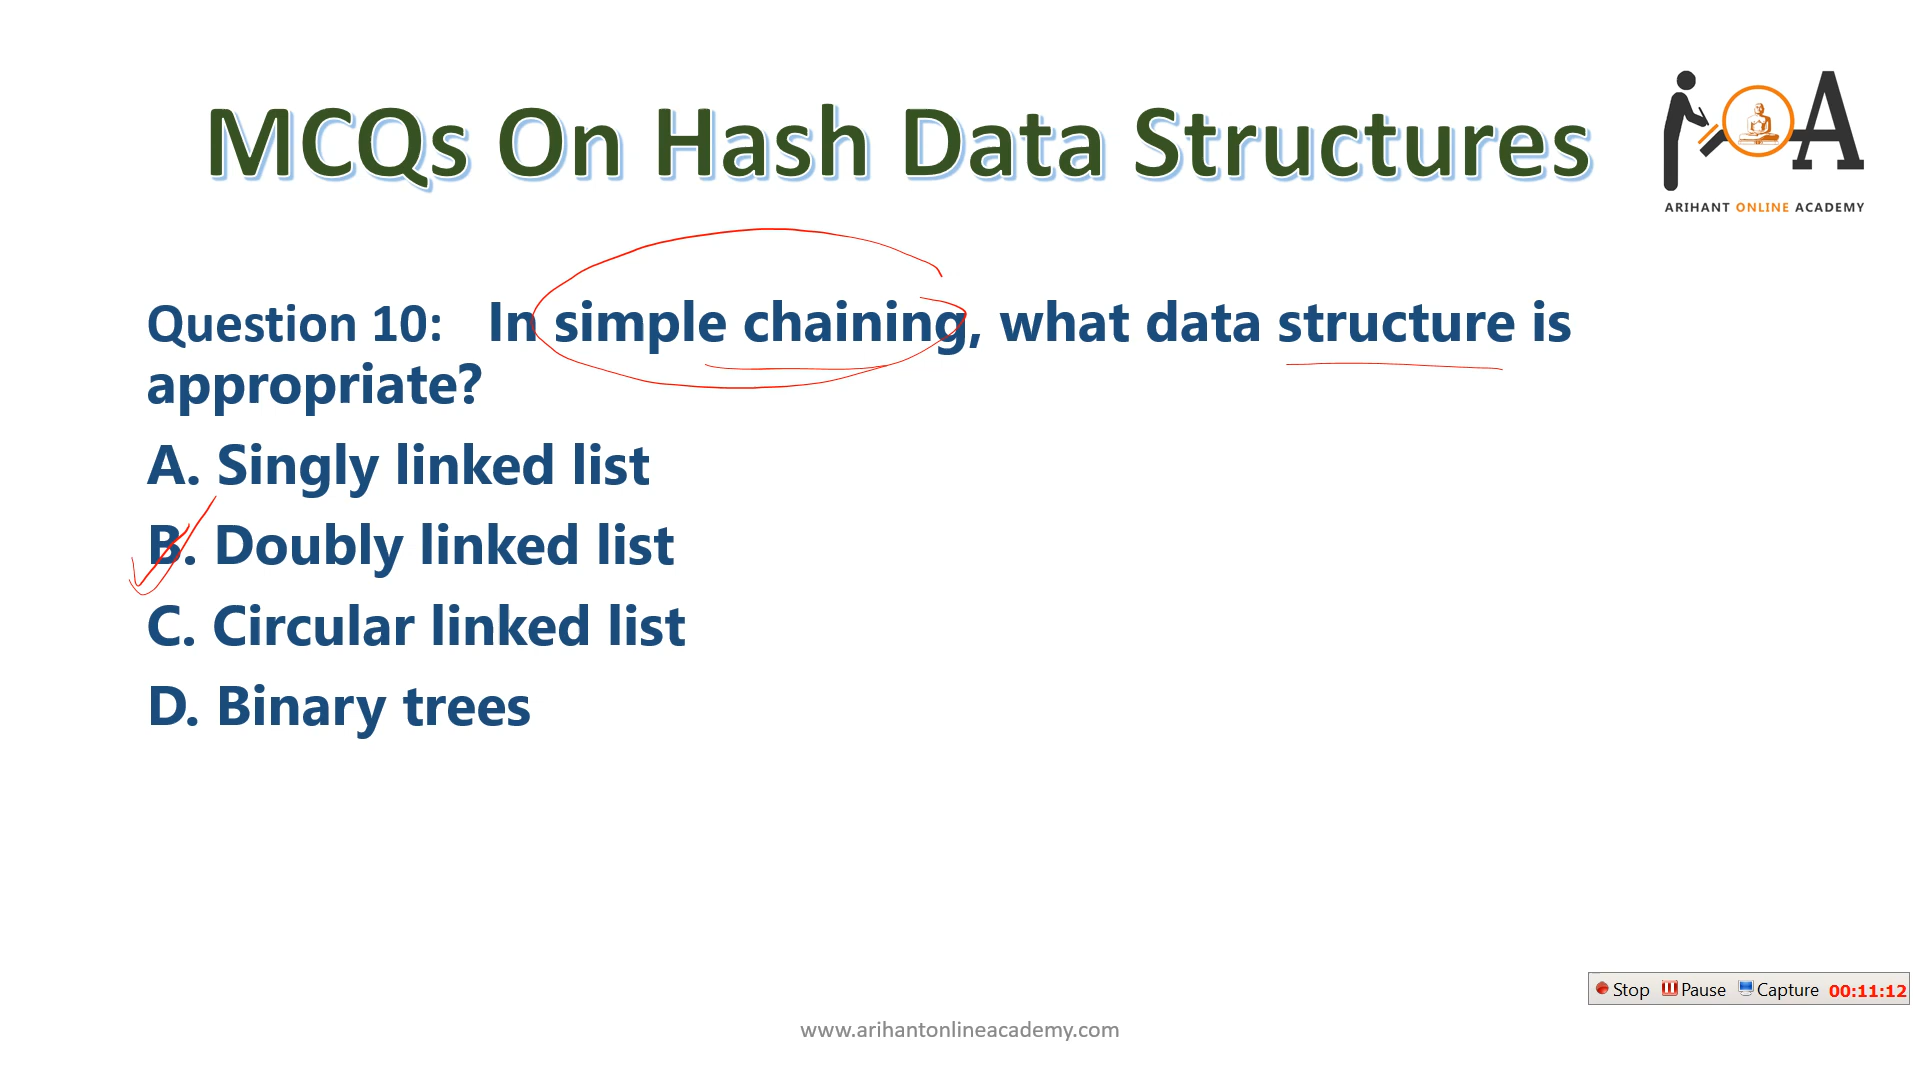 MCQs On Hash Data Structures
ARIHANT ONLINE ACADEMY
Question 10: In simple chaining, what data structure is
appropriate?
A. Singly linked list
B. Doubly linked list
C. Circular linked list
D. Binary trees
Stop Pause Capture 00:11:12
www.arihantonlineacademy.com